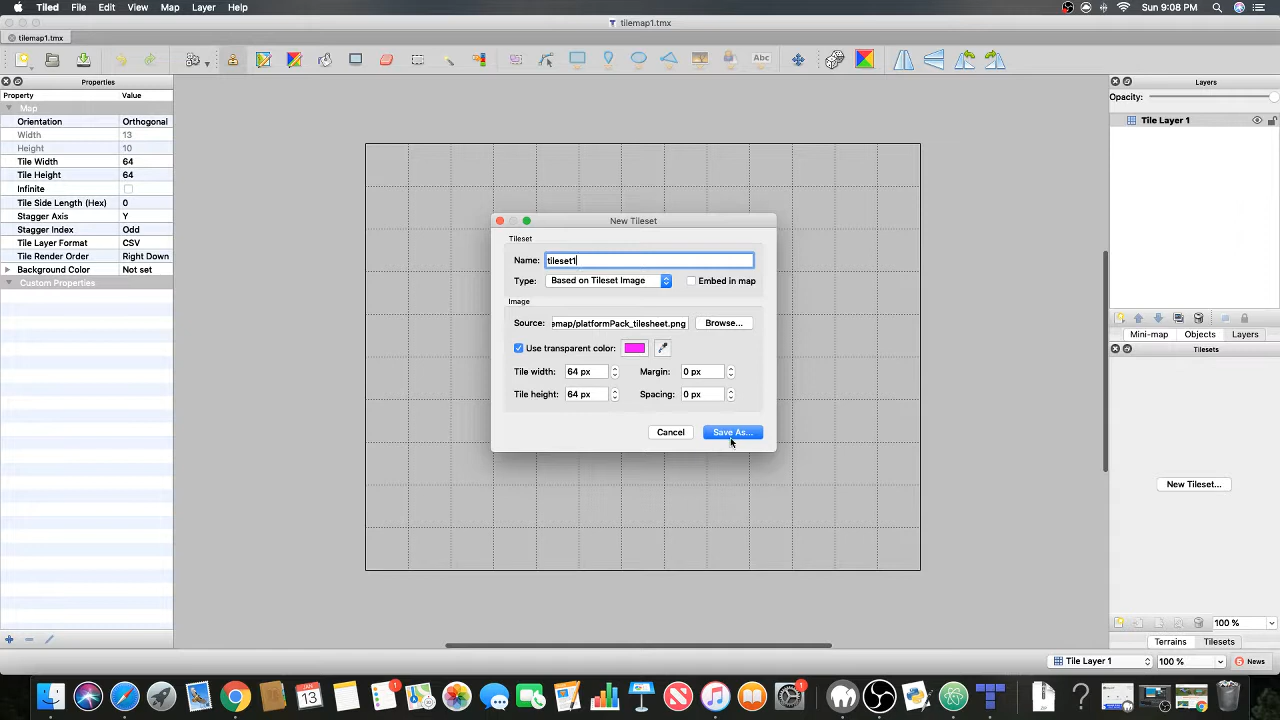 Tiled File Edit View Map Layer Help Sun 9:08 PM
tilemap1.tmx
tilemap1.tmx
Abc
Properties
Property Value
Map
Orientation Orthogonal
Width 13
Height 10
Tile Width 64
Tile Height 64
Infinite
Tile Side Length (Hex) 0
Stagger Axis Y
Stagger Index Odd
Tile Layer Format CSV
Tile Render Order Right Down
Background Color Not set
Custom Properties
New Tileset
Tileset
Name: tileset1
Type: Based on Tileset Image Embed in map
Image
Source: emap/platformPack_tilesheet.png Browse...
Use transparent color:
Tile width: 64 px Margin: 0 px
Tile height: 64 px Spacing: 0 px
Cancel Save As...
Layers
Opacity:
Tile Layer 1
Mini-map Objects Layers
Tilesets
New Tileset...
100 %
Terrains Tilesets
Tile Layer 1 100 % 6 News
JAN
13
1
1